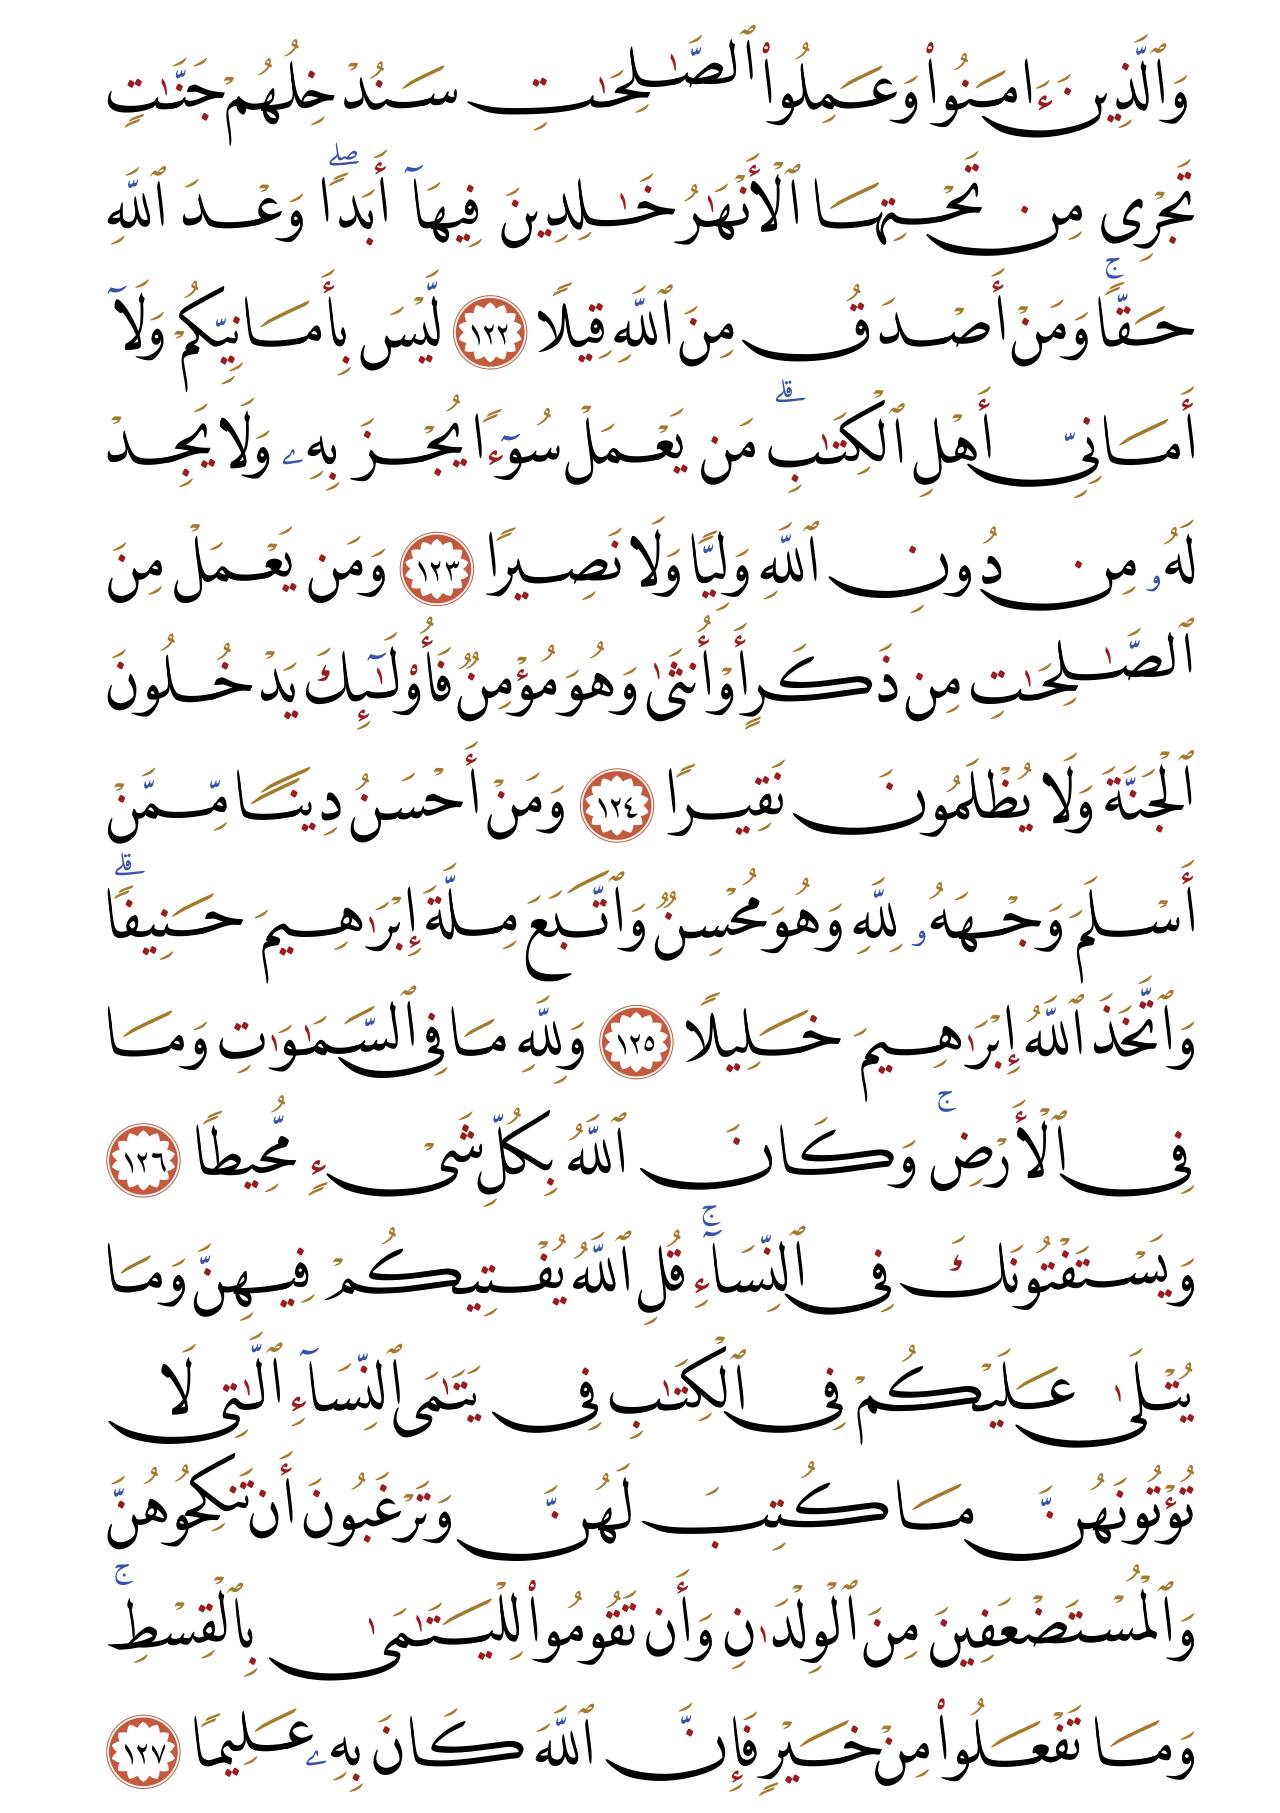 وَٱلَّذِينَ ءَامَنُوا۟ وَعَمِلُوا۟ ٱلصَّـٰلِحَـٰتِ سَنُدْخِلُهُمْ جَنَّـٰتٍ
تَجْرِى مِن تَحْتِهَا ٱلْأَنْهَـٰرُ خَـٰلِدِينَ فِيهَآ أَبَدًا ۖ وَعْدَ ٱللَّهِ
حَقًّا ۚ وَمَنْ أَصْدَقُ مِنَ ٱللَّهِ قِيلًا ١٢٢ لَّيْسَ بِأَمَانِيِّكُمْ وَلَآ
أَمَانِىِّ أَهْلِ ٱلْكِتَـٰبِ ۗ مَن يَعْمَلْ سُوٓءًا يُجْزَ بِهِۦ وَلَا يَجِدْ
لَهُۥ مِن دُونِ ٱللَّهِ وَلِيًّا وَلَا نَصِيرًا ١٢٣ وَمَن يَعْمَلْ مِنَ
ٱلصَّـٰلِحَـٰتِ مِن ذَكَرٍ أَوْ أُنثَىٰ وَهُوَ مُؤْمِنٌ فَأُو۟لَـٰٓئِكَ يَدْخُلُونَ
ٱلْجَنَّةَ وَلَا يُظْلَمُونَ نَقِيرًا ١٢٤ وَمَنْ أَحْسَنُ دِينًا مِّمَّنْ
أَسْلَمَ وَجْهَهُۥ لِلَّهِ وَهُوَ مُحْسِنٌ وَٱتَّبَعَ مِلَّةَ إِبْرَٰهِيمَ حَنِيفًا ۗ
وَٱتَّخَذَ ٱللَّهُ إِبْرَٰهِيمَ خَلِيلًا ١٢٥ وَلِلَّهِ مَا فِى ٱلسَّمَـٰوَٰتِ وَمَا
فِى ٱلْأَرْضِ ۚ وَكَانَ ٱللَّهُ بِكُلِّ شَىْءٍ مُّحِيطًا ١٢٦
وَيَسْتَفْتُونَكَ فِى ٱلنِّسَآءِ ۚ قُلِ ٱللَّهُ يُفْتِيكُمْ فِيهِنَّ وَمَا
يُتْلَىٰ عَلَيْكُمْ فِى ٱلْكِتَـٰبِ فِى يَتَـٰمَى ٱلنِّسَآءِ ٱلَّـٰتِى لَا
تُؤْتُونَهُنَّ مَا كُتِبَ لَهُنَّ وَتَرْغَبُونَ أَن تَنكِحُوهُنَّ
وَٱلْمُسْتَضْعَفِينَ مِنَ ٱلْوِلْدَٰنِ وَأَن تَقُومُوا۟ لِلْيَتَـٰمَىٰ بِٱلْقِسْطِ ۚ
وَمَا تَفْعَلُوا۟ مِنْ خَيْرٍ فَإِنَّ ٱللَّهَ كَانَ بِهِۦ عَلِيمًا ١٢٧